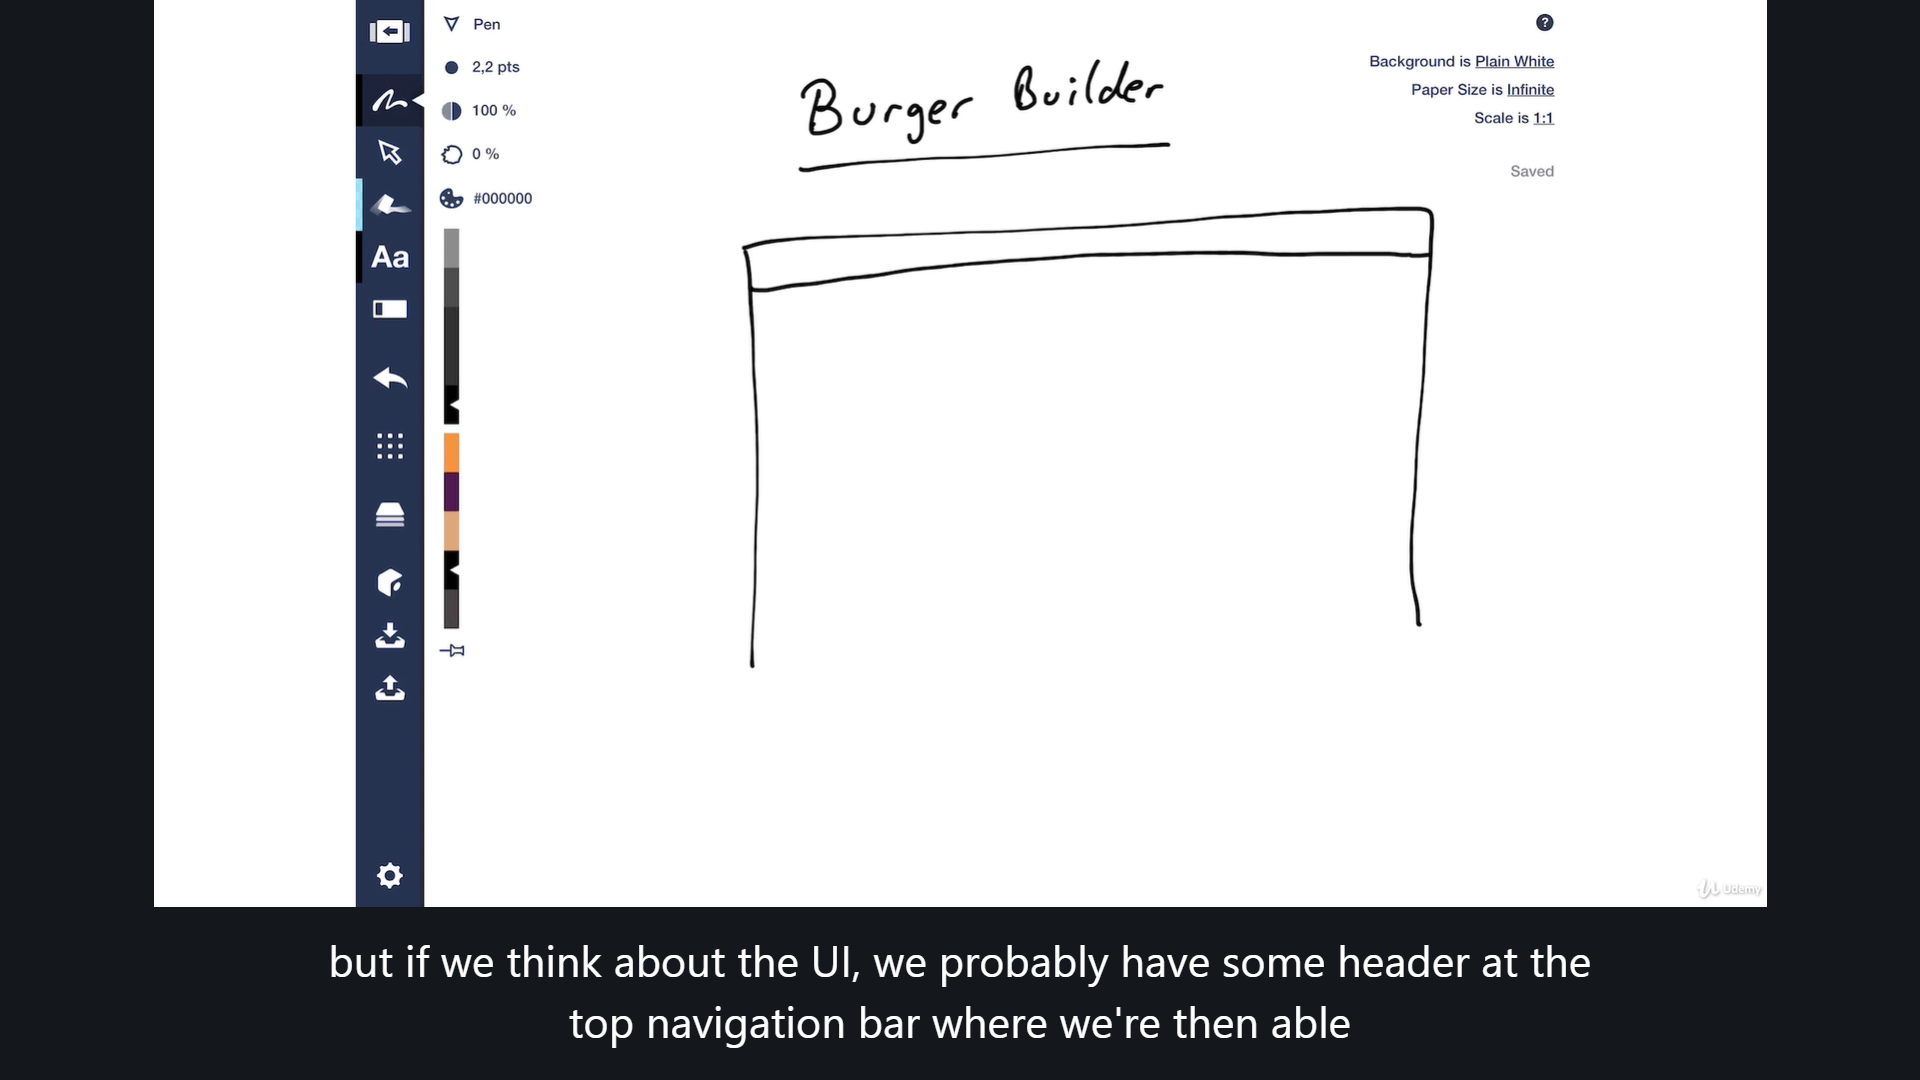 Pen
2,2 pts
100 %
0 %
#000000
Aa
Burger Builder
?
Background is Plain White
Paper Size is Infinite
Scale is 1:1
Saved
Udemy
but if we think about the UI, we probably have some header at the
top navigation bar where we're then able